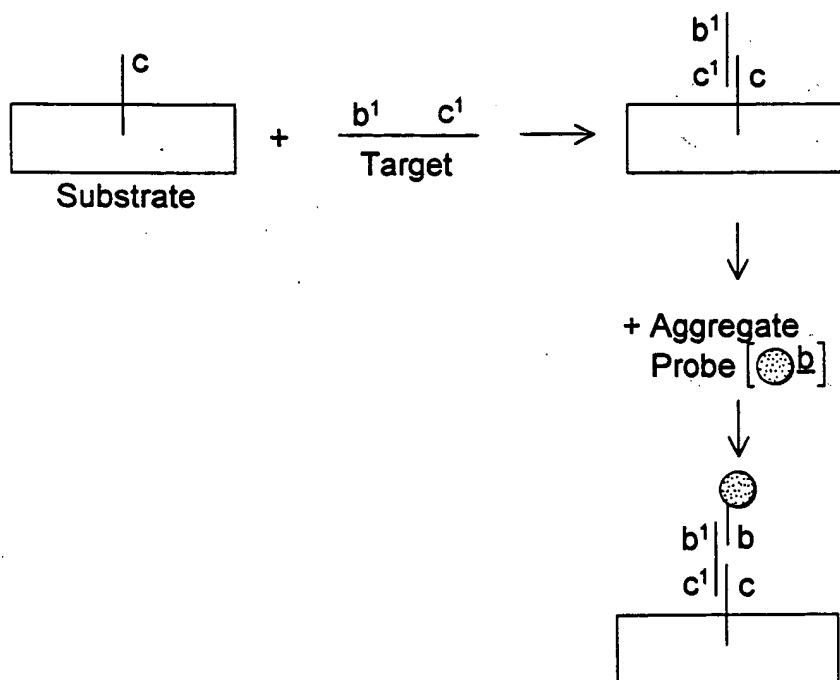 c
Substrate
+
b¹ c¹
Target
b¹
c¹ c
+ Aggregate
Probe [b]
b¹ b
c¹ c